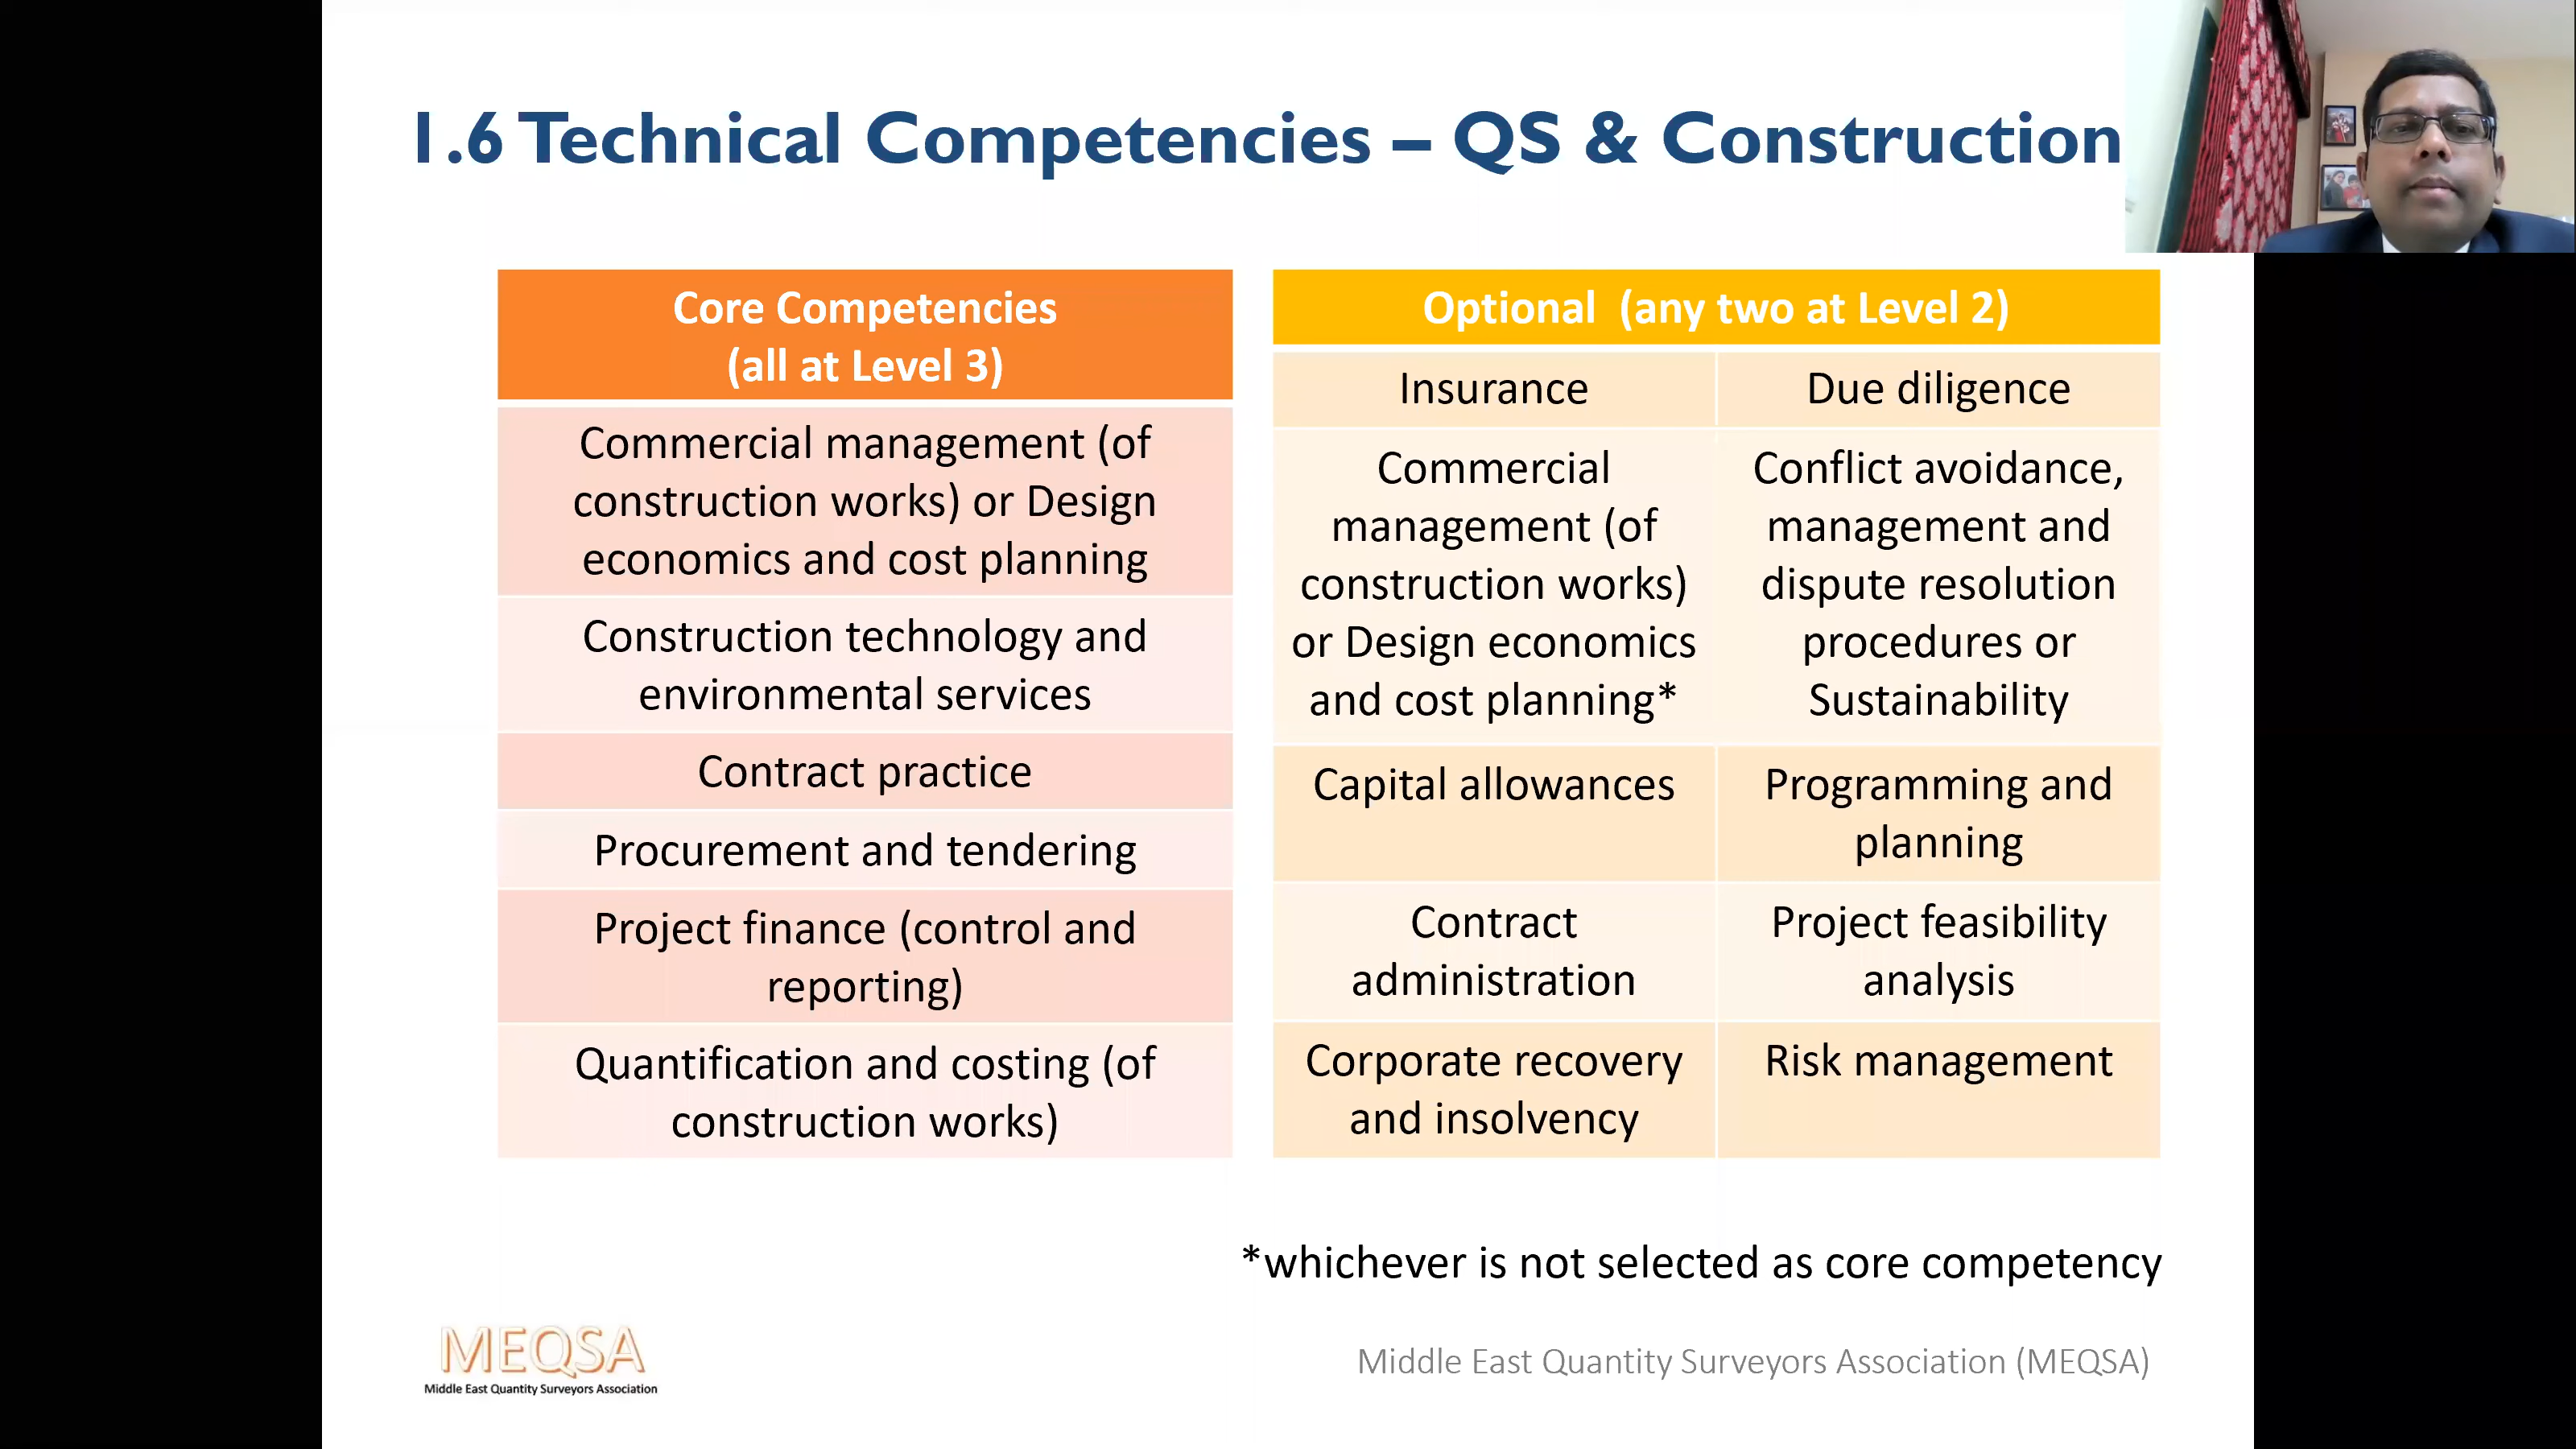 1.6 Technical Competencies – QS & Construction
Core Competencies
(all at Level 3)
Commercial management (of
construction works) or Design
economics and cost planning
Construction technology and
environmental services
Contract practice
Procurement and tendering
Project finance (control and
reporting)
Quantification and costing (of
construction works)
Optional (any two at Level 2)
Insurance
Due diligence
Commercial
management (of
construction works)
or Design economics
and cost planning*
Conflict avoidance,
management and
dispute resolution
procedures or
Sustainability
Capital allowances
Programming and
planning
Contract
administration
Project feasibility
analysis
Corporate recovery
and insolvency
Risk management
*whichever is not selected as core competency
MEQSA
Middle East Quantity Surveyors Association
Middle East Quantity Surveyors Association (MEQSA)